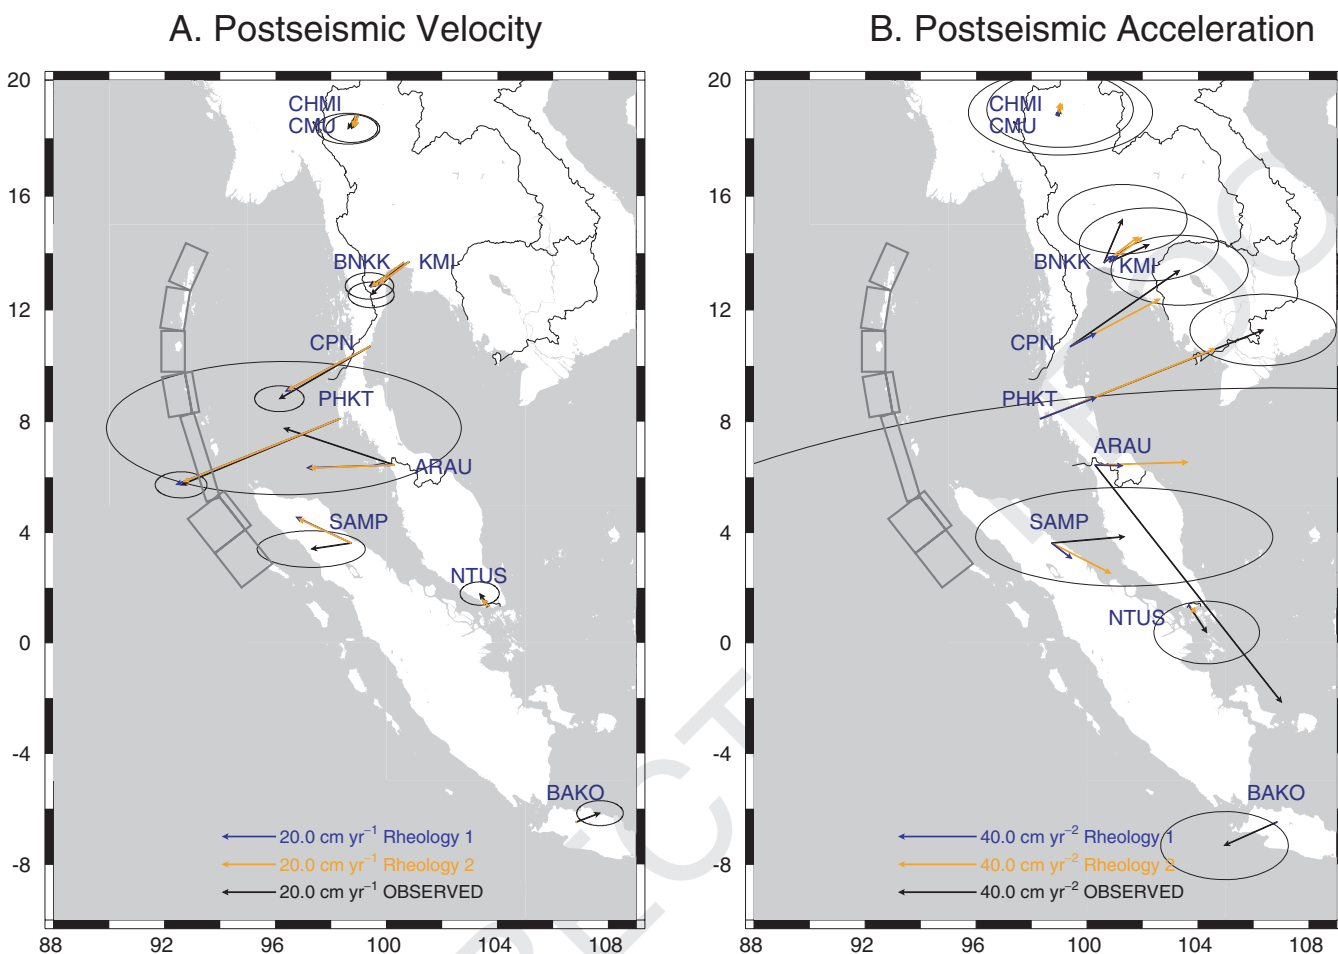 A. Postseismic Velocity
B. Postseismic Acceleration
20
16
12
8
4
0
-4
-8
88
92
96
100
104
108
CHMI
CMU
BNKK
KMI
CPN
PHKT
ARAU
SAMP
NTUS
BAKO
20.0 cm yr⁻¹ Rheology 1
20.0 cm yr⁻¹ Rheology 2
20.0 cm yr⁻¹ OBSERVED
20
16
12
8
4
0
-4
-8
88
92
96
100
104
108
CHMI
CMU
BNKK
KMI
CPN
PHKT
ARAU
SAMP
NTUS
BAKO
40.0 cm yr⁻² Rheology 1
40.0 cm yr⁻² Rheology 2
40.0 cm yr⁻² OBSERVED